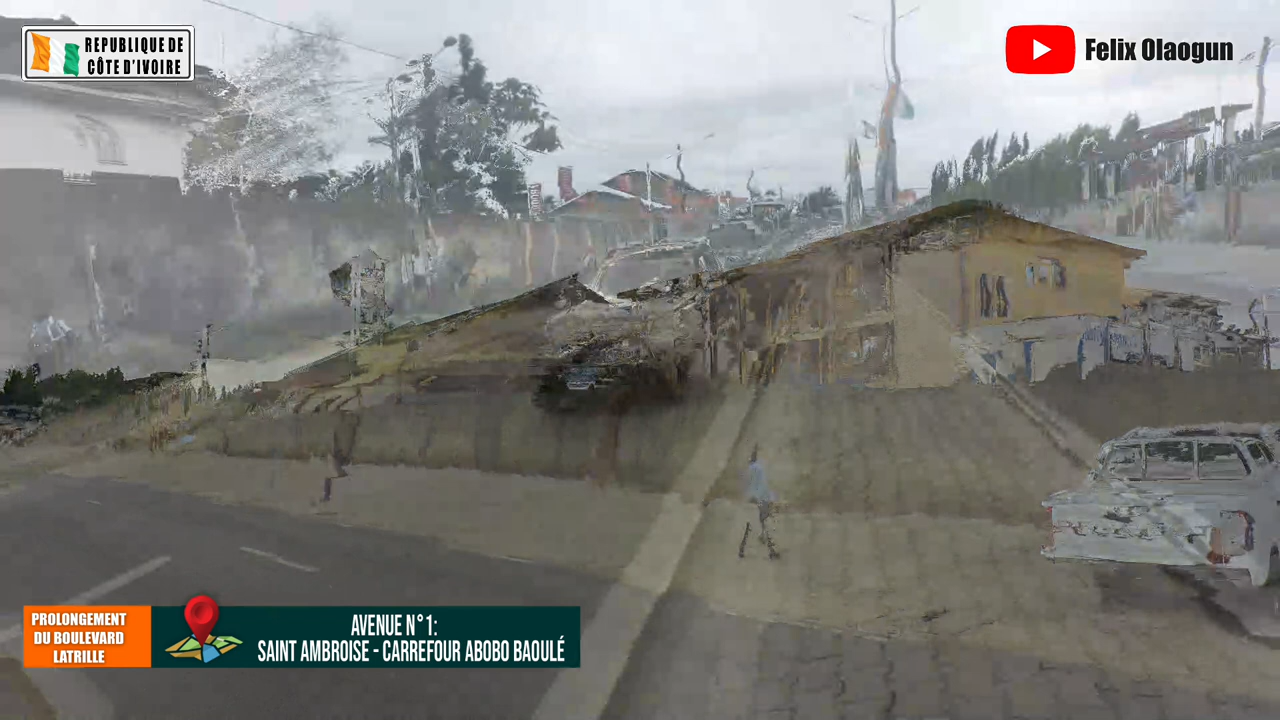 REPUBLIQUE DE
CÔTE D'IVOIRE
Felix Olaogun
PROLONGEMENT
DU BOULEVARD
LATRILLE
AVENUE N°1:
SAINT AMBROISE - CARREFOUR ABOBO BAOULÉ